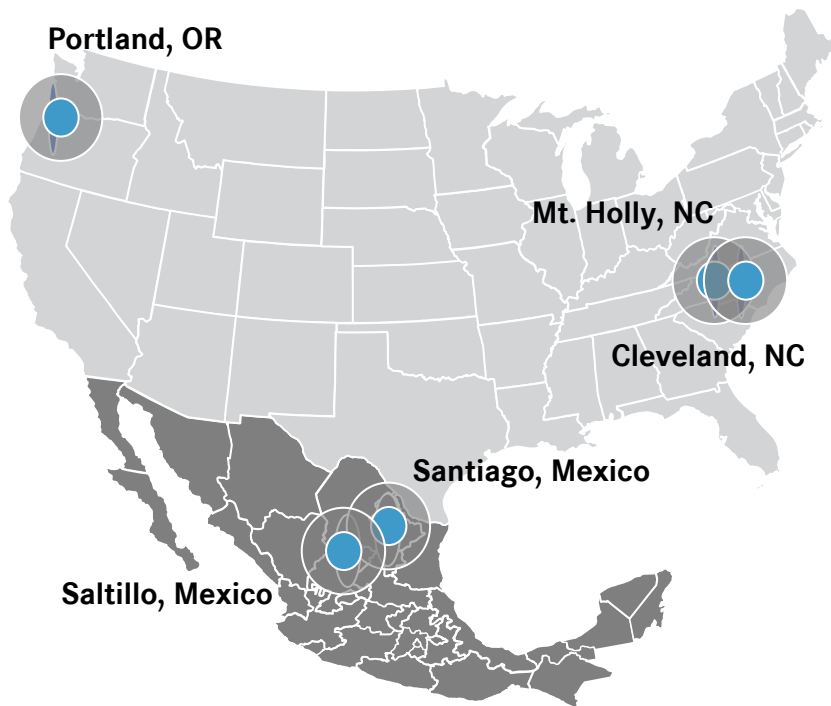 Portland, OR
Mt. Holly, NC
Cleveland, NC
Santiago, Mexico
Saltillo, Mexico